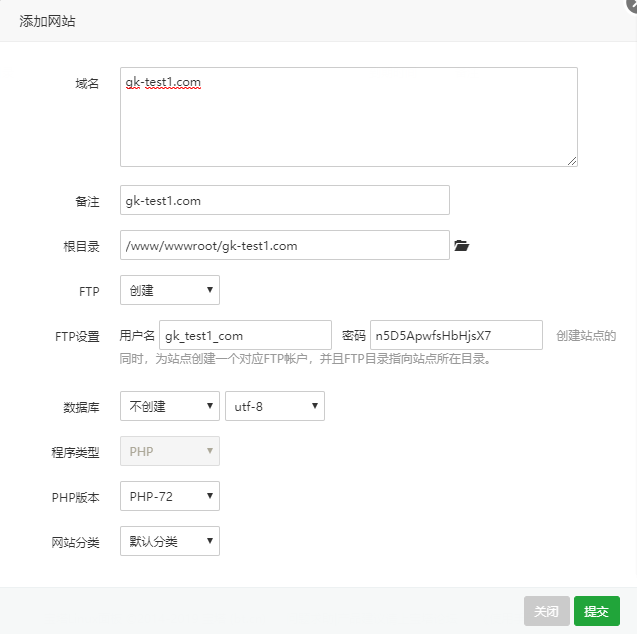 添加网站
域名 gk-test1.com
备注 gk-test1.com
根目录 /www/wwwroot/gk-test1.com
FTP 创建
FTP设置 用户名 gk_test1_com 密码 n5D5ApwfsHbHjsX7 创建站点的
同时，为站点创建一个对应FTP帐户，并且FTP目录指向站点所在目录。
数据库 不创建 utf-8
程序类型 PHP
PHP版本 PHP-72
网站分类 默认分类
关闭 提交